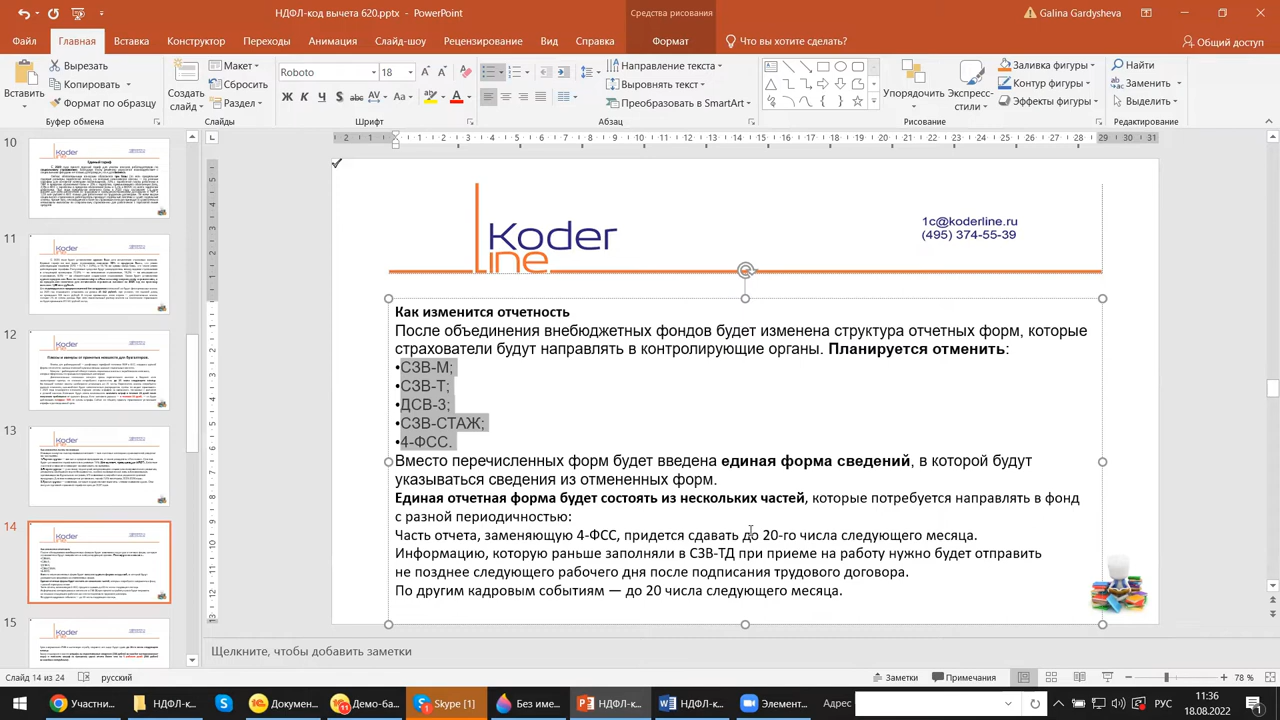 НДФЛ-выпадает 620.pptx - PowerPoint
Galina Gardysheva
Файл Главная Вставка Конструктор Переходы Анимация Слайд-шоу Рецензирование Вид Справка Формат Что вы хотите сделать? Общий доступ
Вставить
Вырезать
Копировать
Формат по образцу
Буфер обмена
Создать слайд
Макет
Сбросить
Раздел
Слайды
Roboto 18
Ж К Ч S abc AV Aa
Шрифт
Направление текста
Выровнять текст
Преобразовать в SmartArt
Абзац
Упорядочить
Экспресс-стили
Заливка фигуры
Контур фигуры
Эффекты фигуры
Рисование
Найти
Заменить
Выделить
Редактирование
10
11
12
13
14
15
Koder
line
1c@koderline.ru
(495) 374-55-39
Как изменится отчетность
После объединения внебюджетных фондов будет изменена структура отчетных форм, которые
страхователи будут направлять в контролирующие органы. Планируется отменить:
•СЗВ-М;
•СЗВ-Т;
•ДСВ-3;
•СЗВ-СТАЖ;
•4-ФСС.
Вместо перечисленных форм будет введена единая форма сведений, в которой будут
указываться сведения из отмененных форм.
Единая отчетная форма будет состоять из нескольких частей, которые потребуется направлять в фонд
с разной периодичностью:
Часть отчета, заменяющую 4-ФСС, придется сдавать до 20-го числа следующего месяца.
Информацию, которую раньше заполняли в СЗВ-ТД при приеме на работу нужно будет отправить
не позднее следующего рабочего дня после подписания трудового договора.
По другим кадровым событиям — до 20 числа следующего месяца.
Щелкните, чтобы добавить заметки
Слайд 14 из 24 русский Заметки Примечания 78 %
Участни... НДФЛ-к... Докумен... Демо-ба... Skype [1] Без име... НДФЛ-к... НДФЛ-к... Элемент... Адрес РУС
11:36
18.08.2022